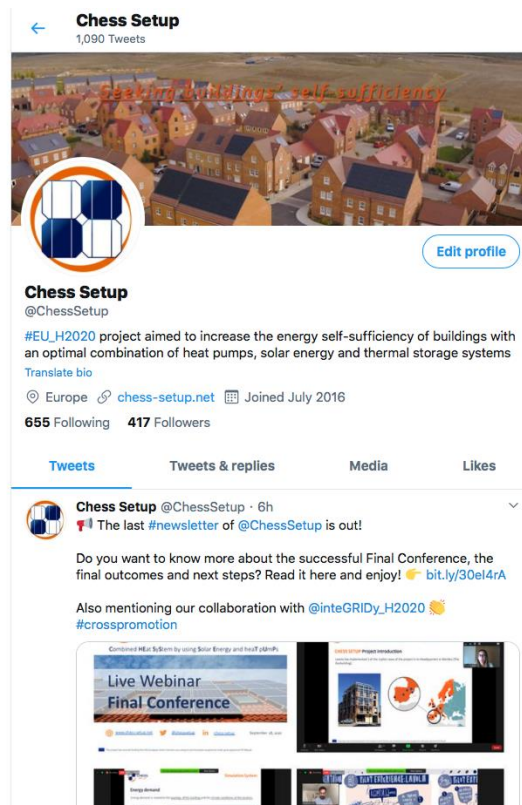 Chess Setup
1,090 Tweets
Seeking buildings' self sufficiency
Edit profile
Chess Setup
@ChessSetup
#EU_H2020 project aimed to increase the energy self-sufficiency of buildings with
an optimal combination of heat pumps, solar energy and thermal storage systems
Translate bio
Europe chess-setup.net Joined July 2016
655 Following 417 Followers
Tweets Tweets & replies Media Likes
Chess Setup @ChessSetup · 6h
The last #newsletter of @ChessSetup is out!
Do you want to know more about the successful Final Conference, the
final outcomes and next steps? Read it here and enjoy! 👉 bit.ly/30el4rA
Also mentioning our collaboration with @inteGRIDy_H2020 👏
#crosspromotion
Combined HEat SyStem by using Solar Energy and heaT pUmPs
Live Webinar
Final Conference
CHESS SETUP Project introduction
Energy demand